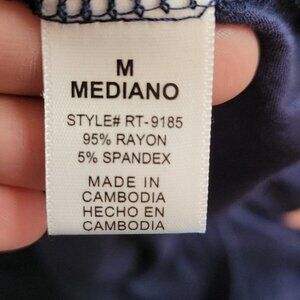 M
MEDIANO
STYLE# RT-9185
95% RAYON
5% SPANDEX
MADE IN
CAMBODIA
HECHO EN
CAMBODIA